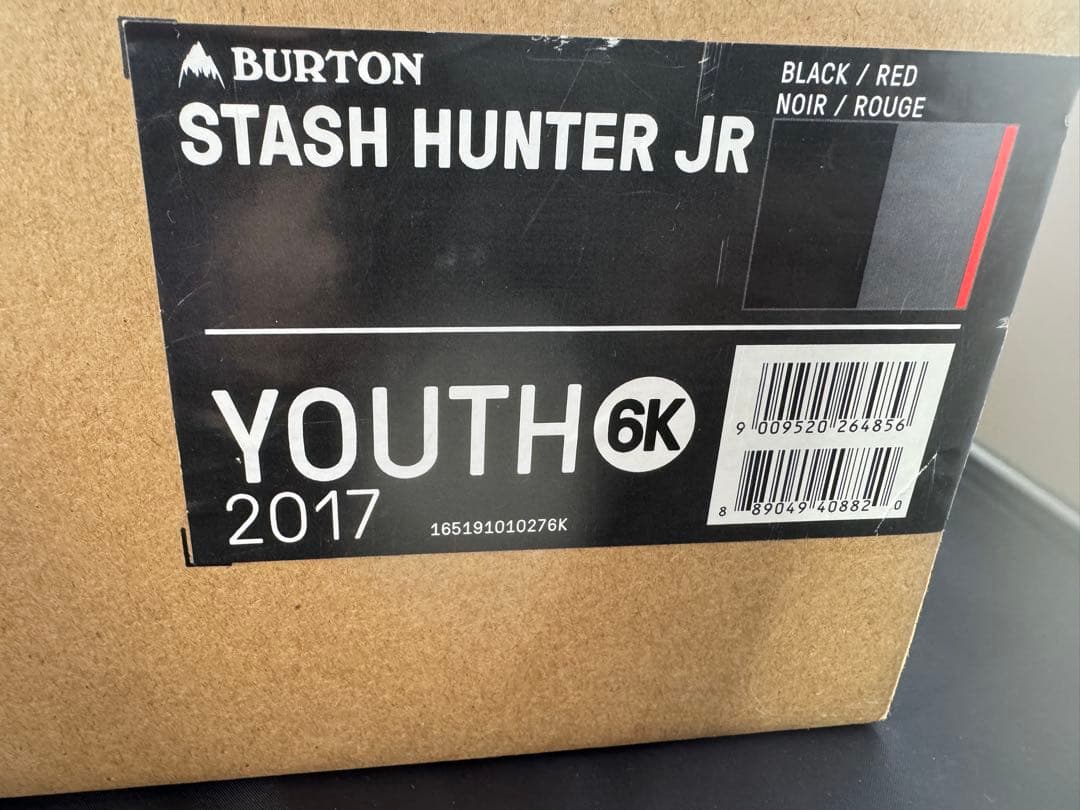 BURTON
STASH HUNTER JR
BLACK / RED
NOIR / ROUGE
YOUTH 6K
2017
165191010276K
9 009520 264856
8 89049 40882 0